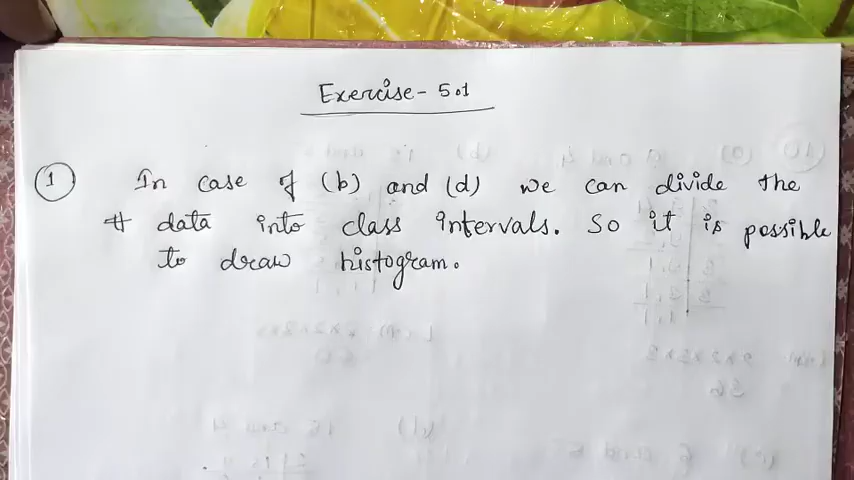 Exercise - 5.1
1 In case of (b) and (d) we can divide the
data into class intervals. So it is possible
to draw histogram.